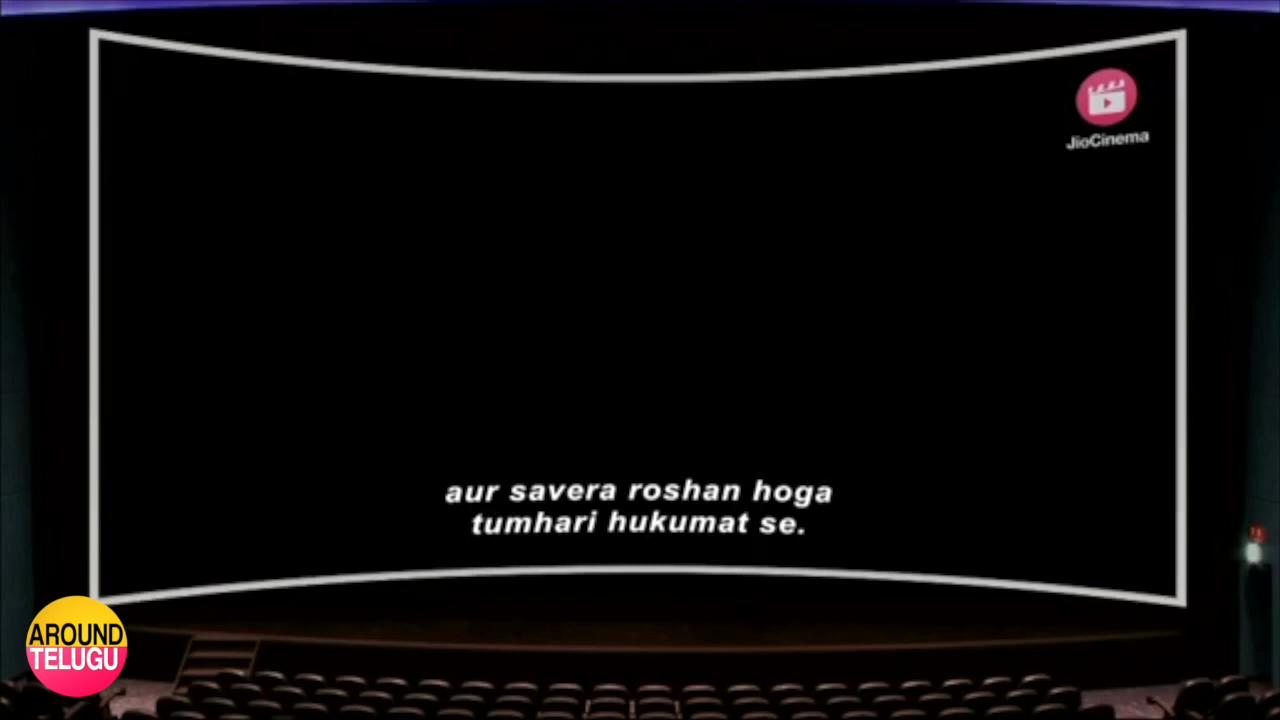 JioCinema
aur savera roshan hoga
tumhari hukumat se.
AROUND
TELUGU